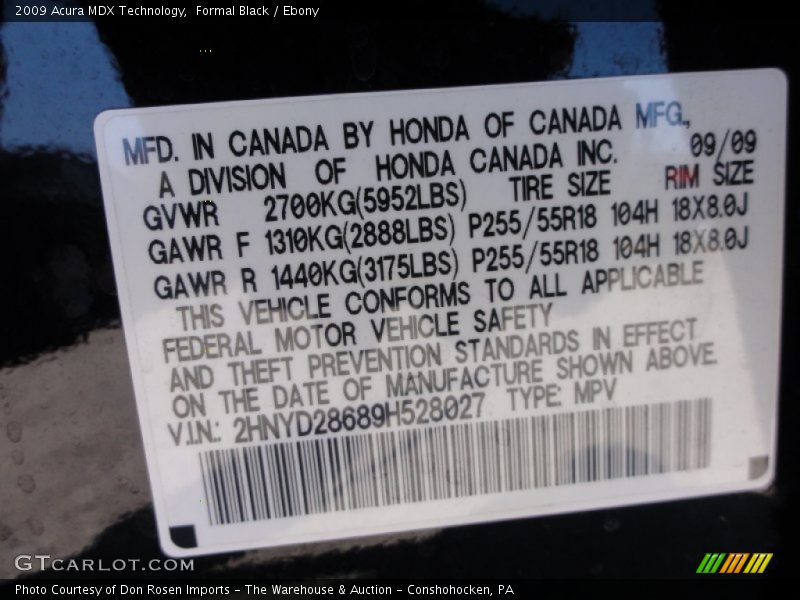 2009 Acura MDX Technology,  Formal Black / Ebony
MFD. IN CANADA BY HONDA OF CANADA MFG.,
A DIVISION OF HONDA CANADA INC. 09/09
GVWR 2700KG(5952LBS) TIRE SIZE RIM SIZE
GAWR F 1310KG(2888LBS) P255/55R18 104H 18X8.0J
GAWR R 1440KG(3175LBS) P255/55R18 104H 18X8.0J
THIS VEHICLE CONFORMS TO ALL APPLICABLE
FEDERAL MOTOR VEHICLE SAFETY
AND THEFT PREVENTION STANDARDS IN EFFECT
ON THE DATE OF MANUFACTURE SHOWN ABOVE.
V.I.N.: 2HNYD28689H528027 TYPE: MPV
GTCARLOT.COM
Photo Courtesy of Don Rosen Imports - The Warehouse & Auction - Conshohocken, PA